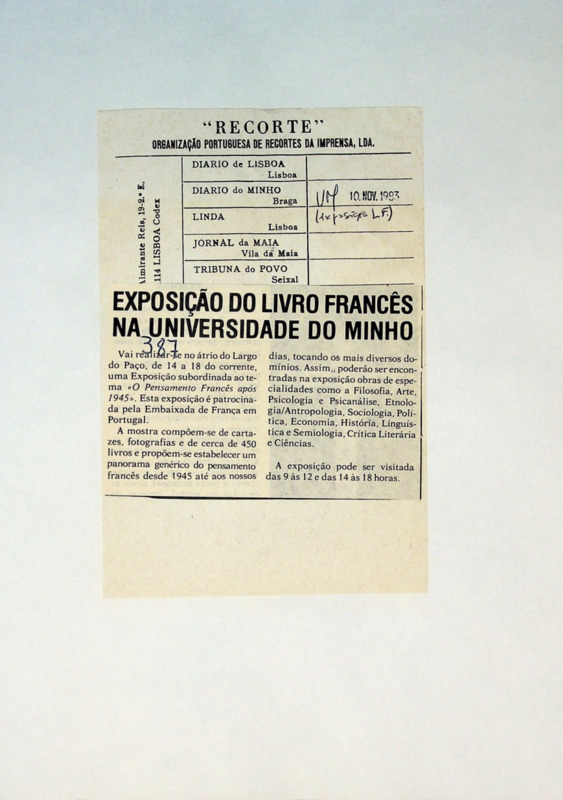 "RECORTE"
ORGANIZAÇÃO PORTUGUESA DE RECORTES DA IMPRENSA, LDA.
Almirante Reis, 19-2.º E.
114 LISBOA Codex
DIARIO de LISBOA
Lisboa
DIARIO do MINHO
Braga
UM 10. NOV. 1983
LINDA
Lisboa
(exposição L.F.)
JORNAL da MAIA
Vila da Maia
TRIBUNA do POVO
Seixal
EXPOSIÇÃO DO LIVRO FRANCÊS
NA UNIVERSIDADE DO MINHO
387
Vai realizar-se no átrio do Largo
do Paço, de 14 a 18 do corrente,
uma Exposição subordinada ao te-
ma «O Pensamento Francês após
1945». Esta exposição é patrocina-
da pela Embaixada de França em
Portugal.
A mostra compõem-se de carta-
zes, fotografias e de cerca de 450
livros e propõem-se estabelecer um
panorama genérico do pensamento
francês desde 1945 até aos nossos
dias, tocando os mais diversos do-
mínios. Assim,, poderão ser encon-
tradas na exposição obras de espe-
cialidades como a Filosofia, Arte,
Psicologia e Psicanálise, Etnolo-
gia/Antropologia, Sociologia, Polí-
tica, Economia, História, Linguís-
tica e Semiologia, Crítica Literária
e Ciências.
A exposição pode ser visitada
das 9 às 12 e das 14 às 18 horas.